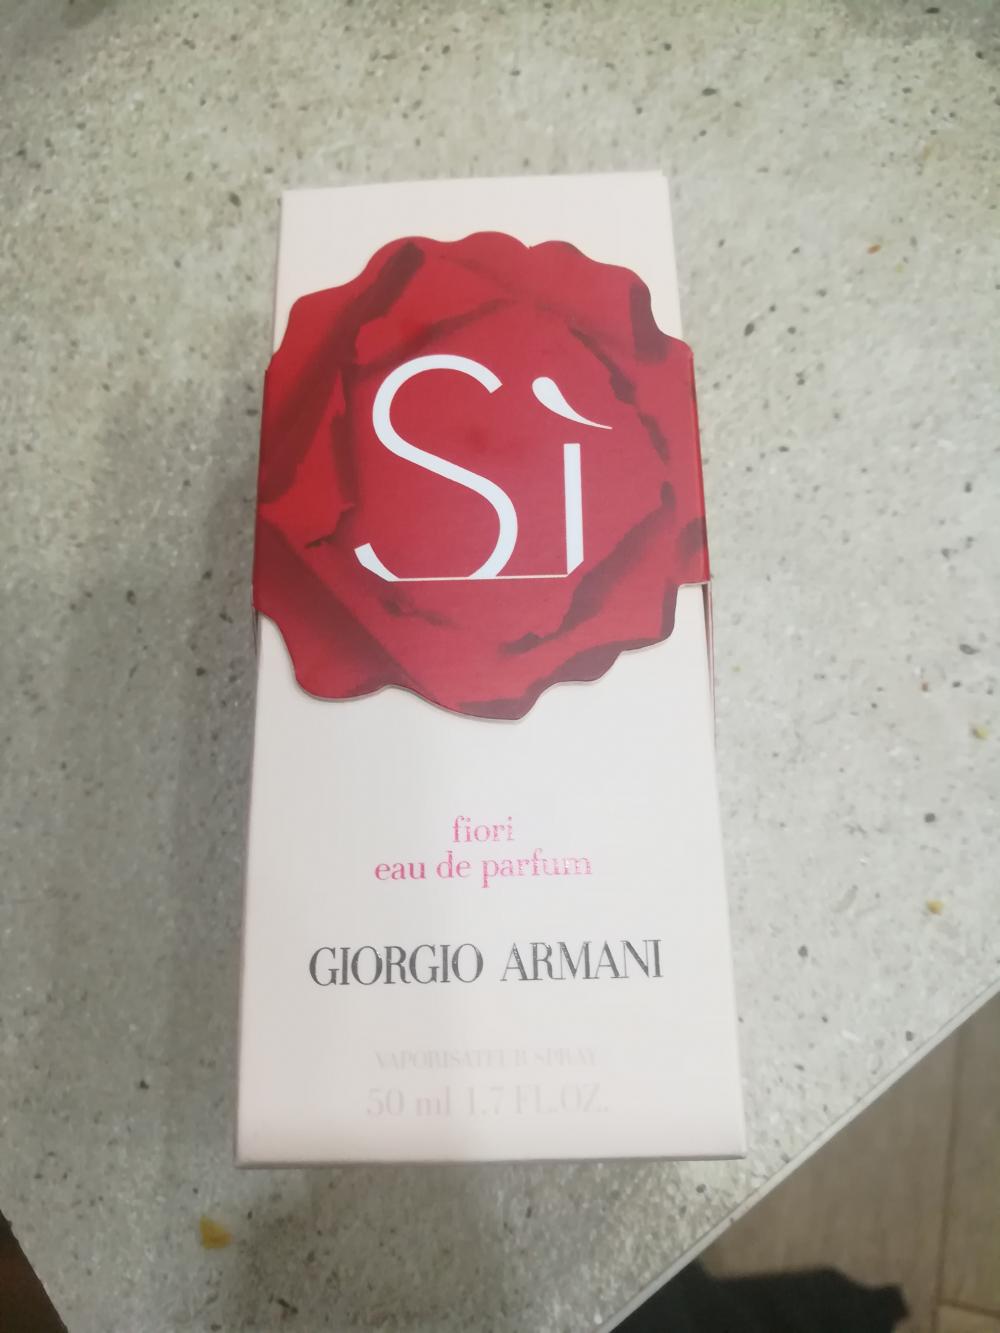 Sì
fiori
eau de parfum
GIORGIO ARMANI
VAPORISATEUR SPRAY
50 ml 1.7 FL.OZ.